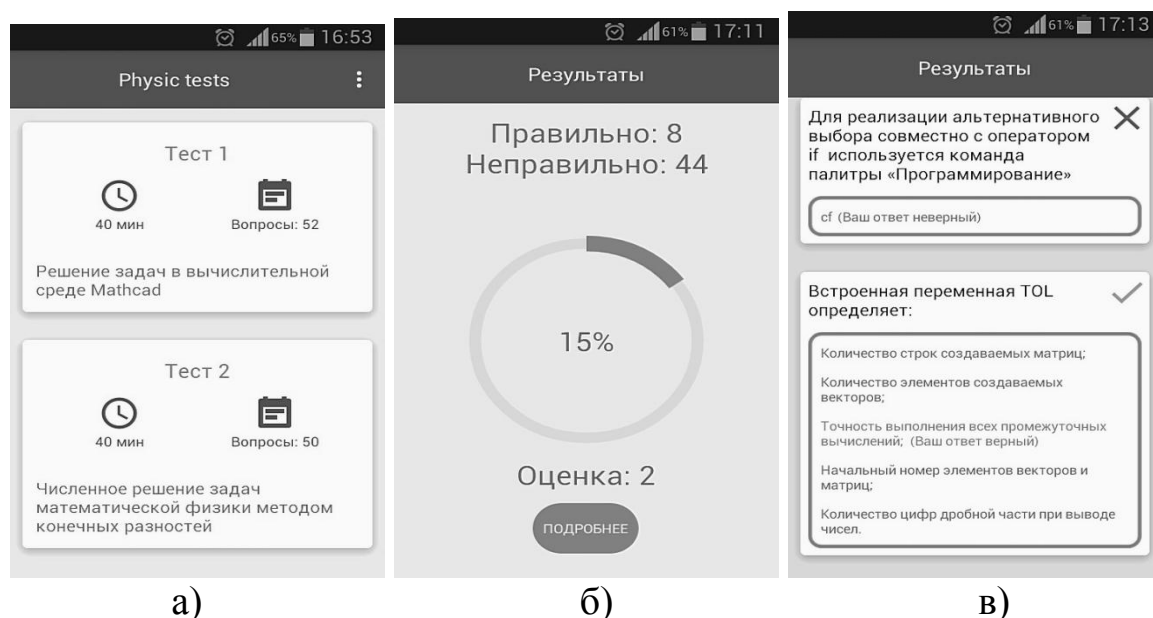 65% 16:53
Physic tests
Тест 1
40 мин
Вопросы: 52
Решение задач в вычислительной
среде Mathcad
Тест 2
40 мин
Вопросы: 50
Численное решение задач
математической физики методом
конечных разностей
а)
61% 17:11
Результаты
Правильно: 8
Неправильно: 44
15%
Оценка: 2
ПОДРОБНЕЕ
б)
61% 17:13
Результаты
Для реализации альтернативного
выбора совместно с оператором
if используется команда
палитры «Программирование»
cf (Ваш ответ неверный)
Встроенная переменная TOL
определяет:
Количество строк создаваемых матриц;
Количество элементов создаваемых
векторов;
Точность выполнения всех промежуточных
вычислений; (Ваш ответ верный)
Начальный номер элементов векторов и
матриц;
Количество цифр дробной части при выводе
чисел.
в)